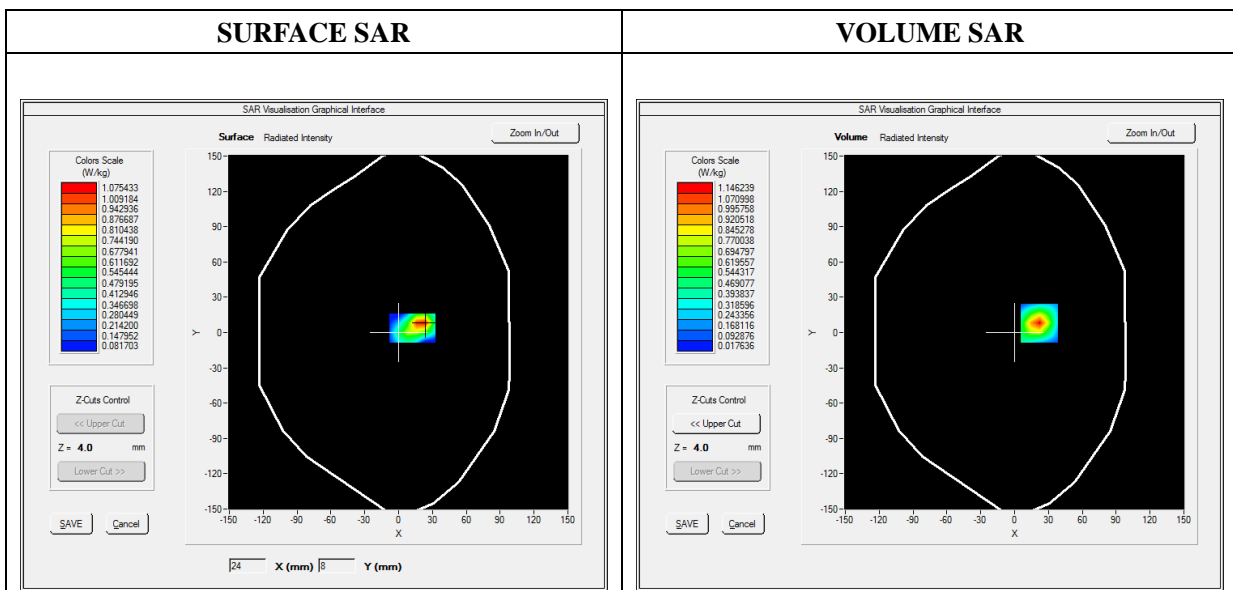 SURFACE SAR
VOLUME SAR
SAR Visualisation Graphical Interface
Surface Radiated Intensity
Zoom In/Out
Colors Scale
(W/kg)
1.075433
1.009184
0.942936
0.876687
0.810438
0.744190
0.677941
0.611692
0.545444
0.479195
0.412946
0.346698
0.280449
0.214200
0.147952
0.081703
150
120
90
60
30
0
-30
-60
-90
-120
-150
Y
-150 -120 -90 -60 -30 0 30 60 90 120 150
X
Z-Cuts Control
<< Upper Cut
Z = 4.0 mm
Lower Cut >>
SAVE Cancel
24 X (mm) 8 Y (mm)
SAR Visualisation Graphical Interface
Volume Radiated Intensity
Zoom In/Out
Colors Scale
(W/kg)
1.146239
1.070998
0.995758
0.920518
0.845278
0.770038
0.694797
0.619557
0.544317
0.469077
0.393837
0.318596
0.243356
0.168116
0.092876
0.017636
150
120
90
60
30
0
-30
-60
-90
-120
-150
Y
-150 -120 -90 -60 -30 0 30 60 90 120 150
X
Z-Cuts Control
<< Upper Cut
Z = 4.0 mm
Lower Cut >>
SAVE Cancel